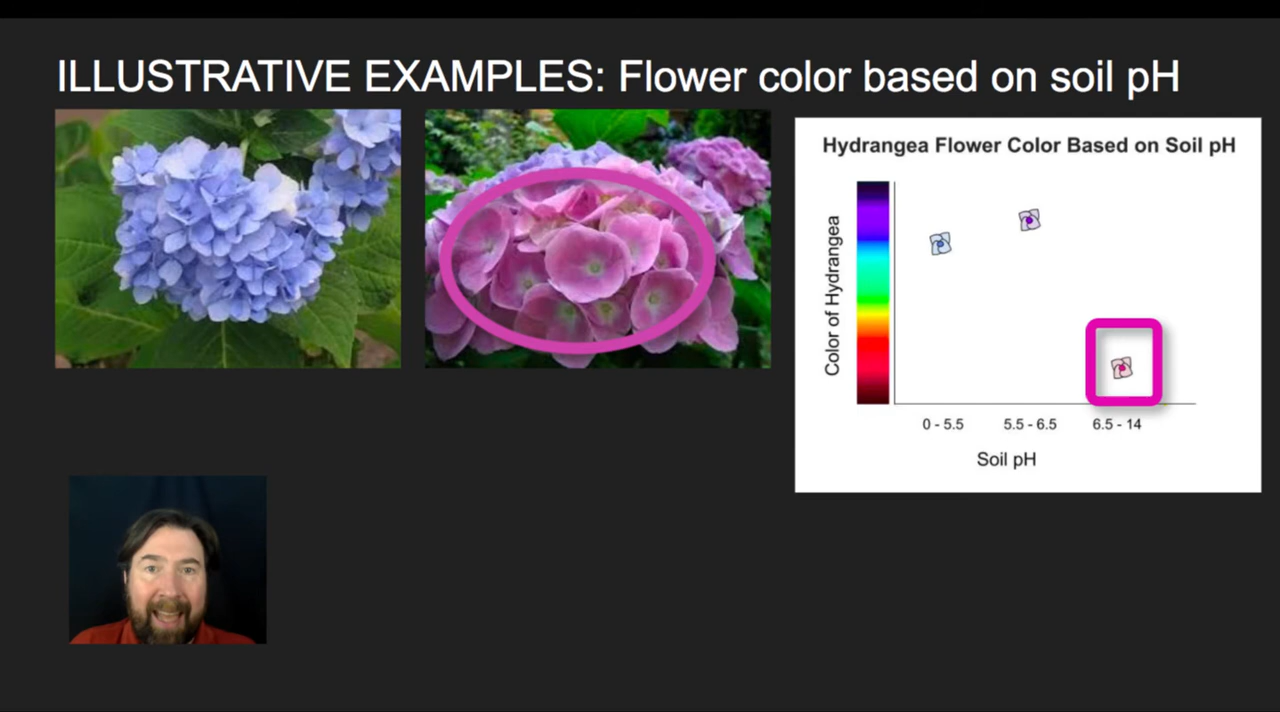 ILLUSTRATIVE EXAMPLES: Flower color based on soil pH
Hydrangea Flower Color Based on Soil pH
Color of Hydrangea
0 - 5.5
5.5 - 6.5
6.5 - 14
Soil pH